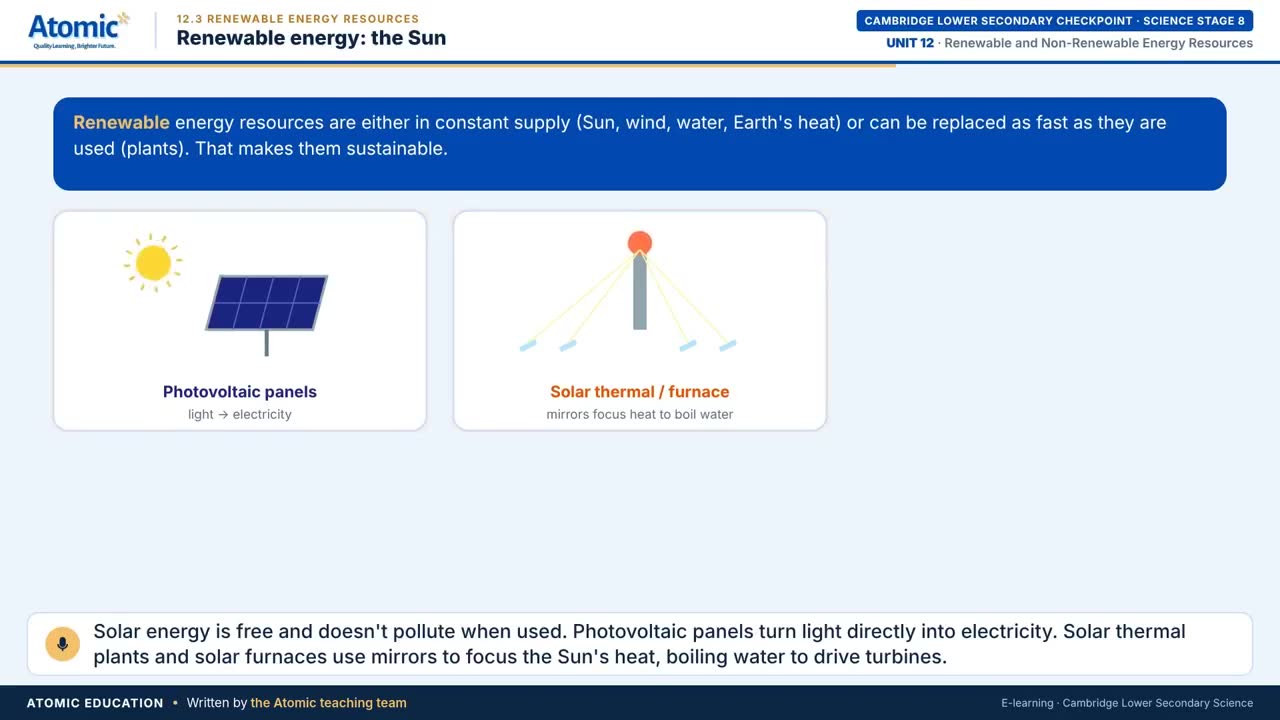 Atomic
Quality Learning, Brighter Future.
12.3 RENEWABLE ENERGY RESOURCES
Renewable energy: the Sun
CAMBRIDGE LOWER SECONDARY CHECKPOINT · SCIENCE STAGE 8
UNIT 12 · Renewable and Non-Renewable Energy Resources
Renewable energy resources are either in constant supply (Sun, wind, water, Earth's heat) or can be replaced as fast as they are
used (plants). That makes them sustainable.
Photovoltaic panels
light → electricity
Solar thermal / furnace
mirrors focus heat to boil water
Solar energy is free and doesn't pollute when used. Photovoltaic panels turn light directly into electricity. Solar thermal
plants and solar furnaces use mirrors to focus the Sun's heat, boiling water to drive turbines.
ATOMIC EDUCATION • Written by the Atomic teaching team
E-learning · Cambridge Lower Secondary Science